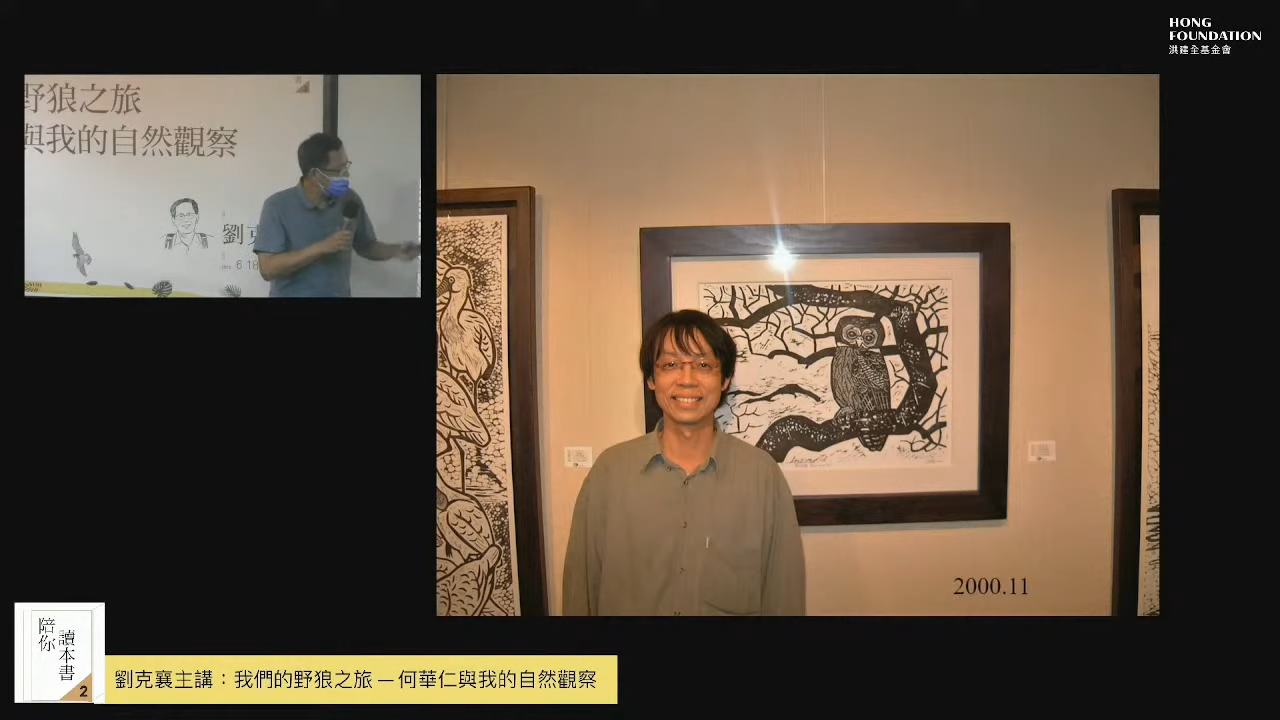 HONG
FOUNDATION
洪建全基金會
野狼之旅
與我的自然觀察
劉克
6 18
2000.11
陪你
讀本書
2
劉克襄主講：我們的野狼之旅 — 何華仁與我的自然觀察